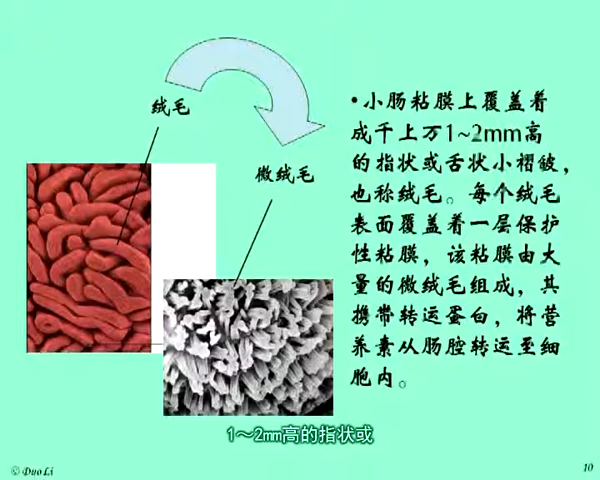 绒毛
微绒毛
•小肠粘膜上覆盖着
成千上万1~2mm高
的指状或舌状小褶皱，
也称绒毛。每个绒毛
表面覆盖着一层保护
性粘膜，该粘膜由大
量的微绒毛组成，其
携带转运蛋白，将营
养素从肠腔转运至细
胞内。
1～2mm高的指状或
© Duo Li
10